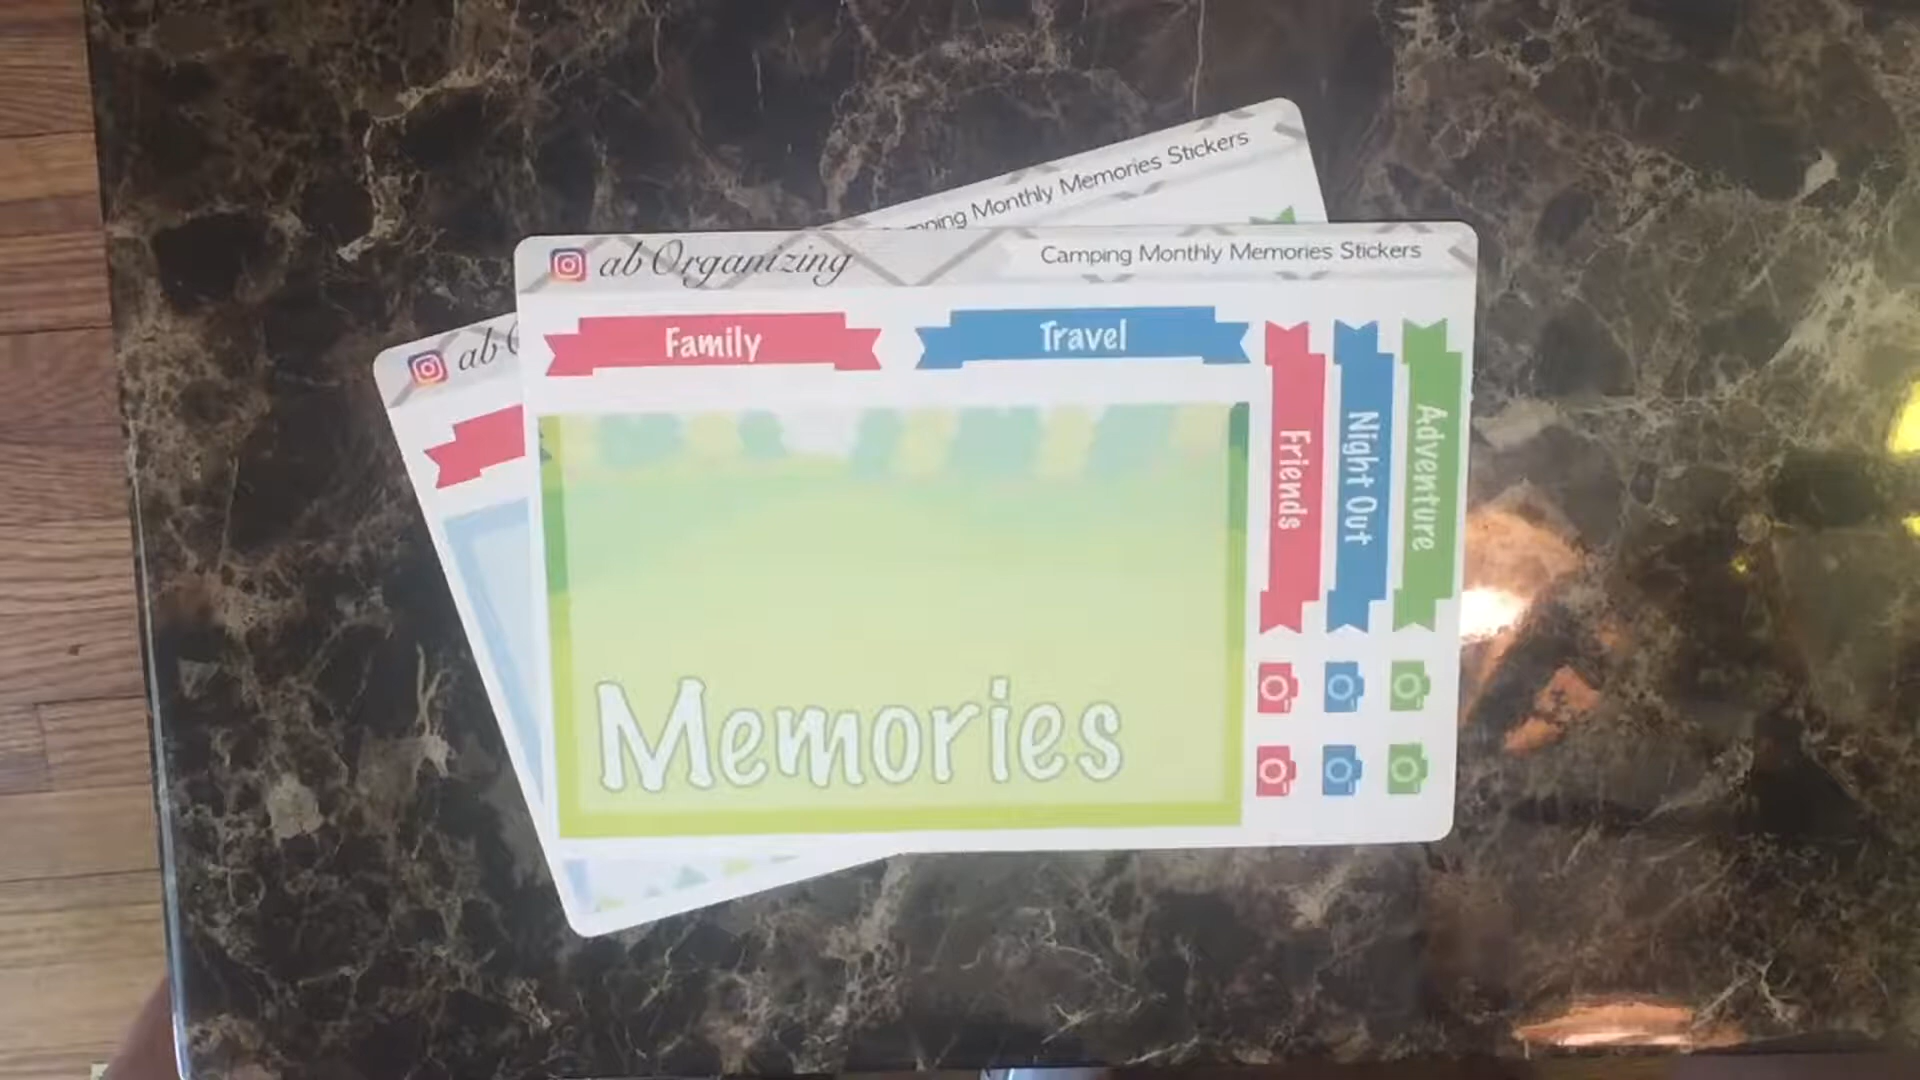 Monthly Memories Stickers
ab Organizing
Camping Monthly Memories Stickers
ab
Family
Travel
Friends
Night Out
Adventure
Memories